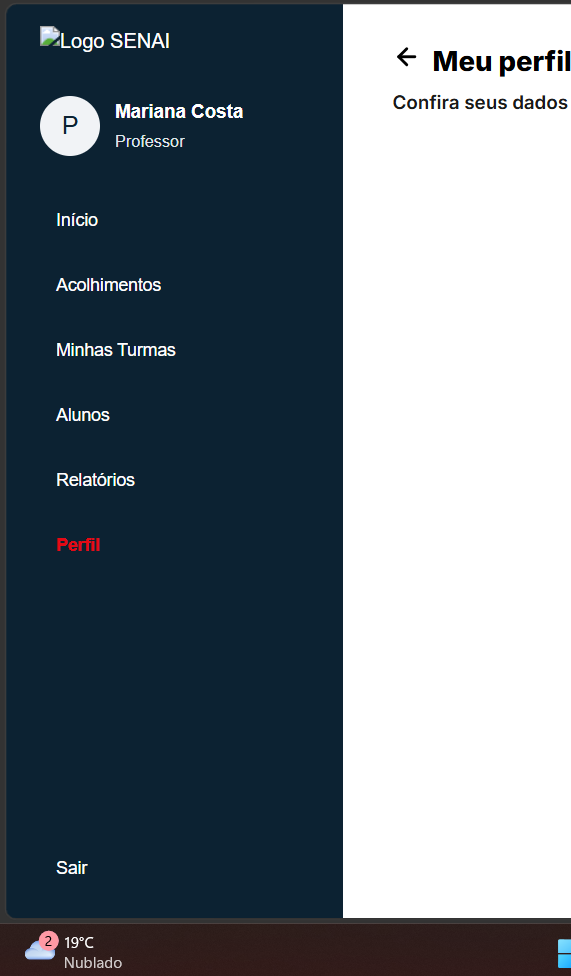 Logo SENAI
P
Mariana Costa
Professor
Início
Acolhimentos
Minhas Turmas
Alunos
Relatórios
Perfil
Sair
Meu perfil
Confira seus dados
2
19°C
Nublado